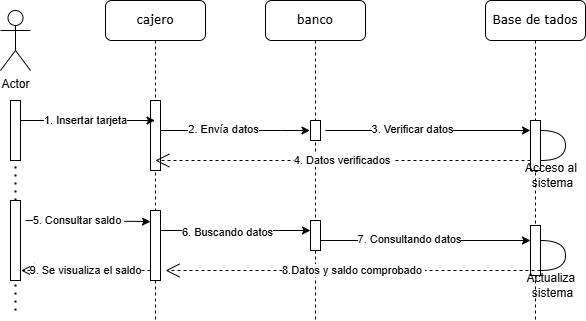 cajero
banco
Base de tados
Actor
1. Insertar tarjeta
2. Envía datos
3. Verificar datos
4. Datos verificados
Acceso al
sistema
5. Consultar saldo
6. Buscando datos
7. Consultando datos
9. Se visualiza el saldo
8.Datos y saldo comprobado
Actualiza
sistema